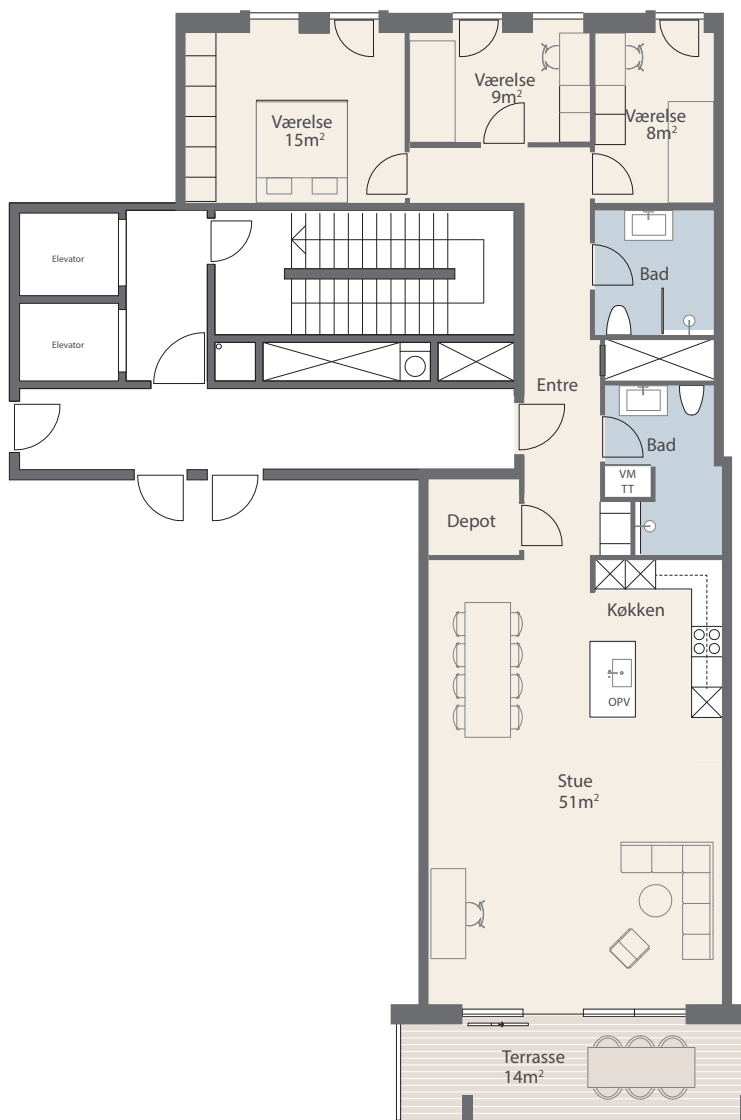 Værelse
9m²
Værelse
15m²
Værelse
8m²
Elevator
Bad
Elevator
Entre
Bad
VM
TT
Depot
Køkken
OPV
Stue
51m²
Terrasse
14m²